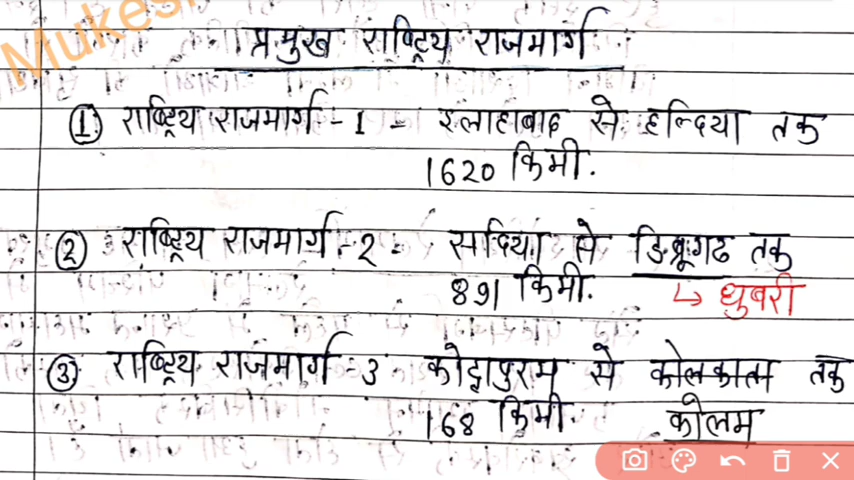 Mukes
प्रमुख राष्ट्रिय राजमार्ग
① राष्ट्रिय राजमार्ग - 1 - इलाहाबाद से हल्दिया तक
1620 किमी.
② राष्ट्रिय राजमार्ग - 2 - सदिया से डिब्रूगढ तक
891 किमी. ↳ धुबरी
③ राष्ट्रिय राजमार्ग - 3 कोट्टापुरम से कोलकाता तक
168 किमी कोलम